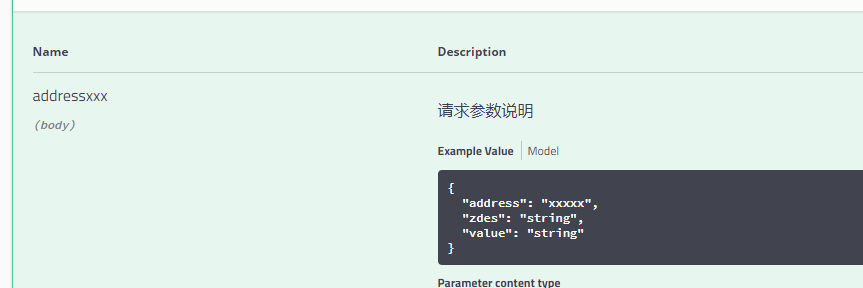 Name Description
addressxxx
(body)
请求参数说明
Example Value Model
{
"address": "xxxxx",
"zdes": "string",
"value": "string"
}
Parameter content type